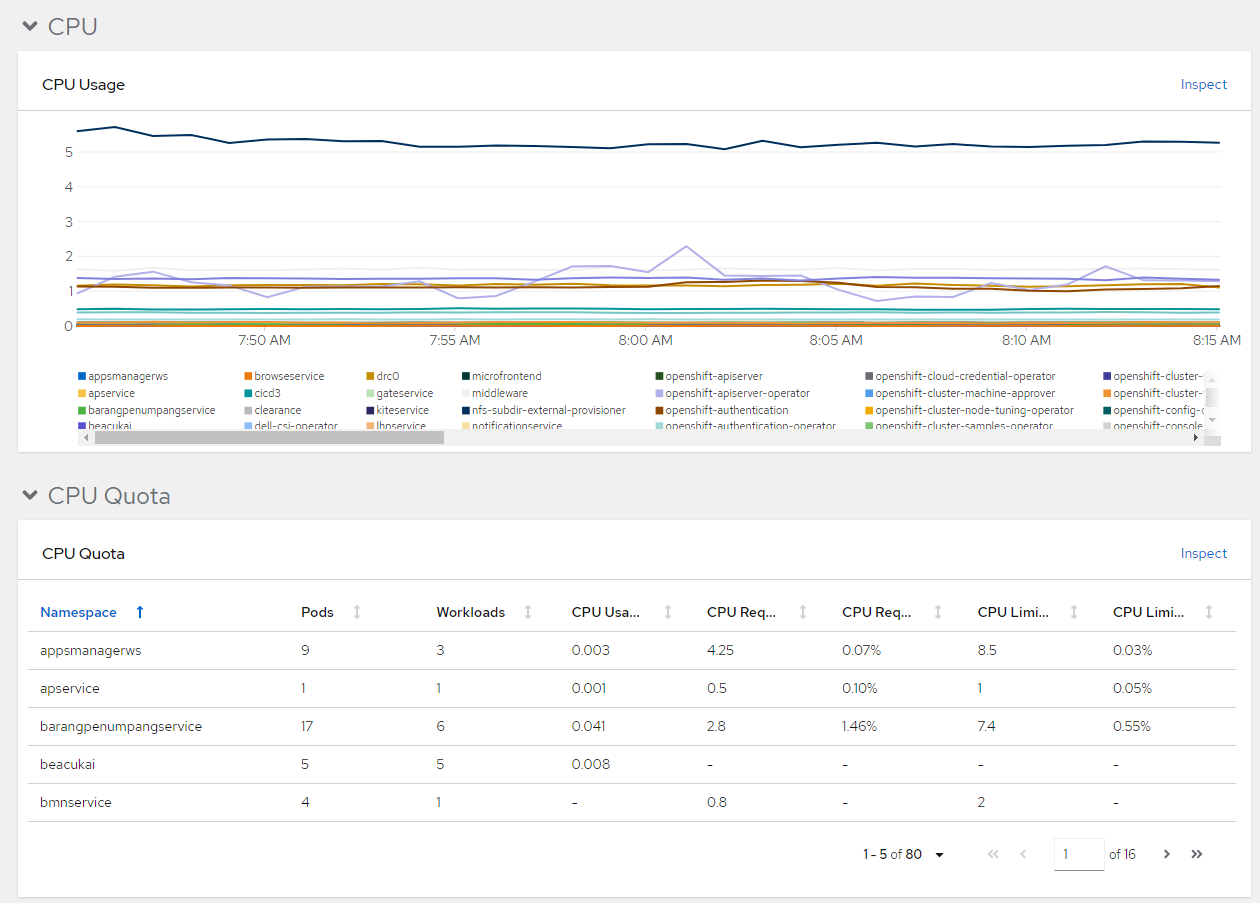 CPU
CPU Usage Inspect
5
4
3
2
1
0
7:50 AM 7:55 AM 8:00 AM 8:05 AM 8:10 AM 8:15 AM
appsmanagerws browseservice drc0 microfrontend openshift-apiserver openshift-cloud-credential-operator openshift-cluster-
apservice cicd3 gateservice middleware openshift-apiserver-operator openshift-cluster-machine-approver openshift-cluster-
barangpenumpangservice clearance kiteservice nfs-subdir-external-provisioner openshift-authentication openshift-cluster-node-tuning-operator openshift-config-
beacukai dell-csi-operator lhpservice notificationservice openshift-authentication-operator openshift-cluster-samples-operator openshift-console
CPU Quota
CPU Quota Inspect
Namespace Pods Workloads CPU Usa... CPU Req... CPU Req... CPU Limi... CPU Limi...
appsmanagerws 9 3 0.003 4.25 0.07% 8.5 0.03%
apservice 1 1 0.001 0.5 0.10% 1 0.05%
barangpenumpangservice 17 6 0.041 2.8 1.46% 7.4 0.55%
beacukai 5 5 0.008 - - - -
bmnservice 4 1 - 0.8 - 2 -
1 - 5 of 80 1 of 16